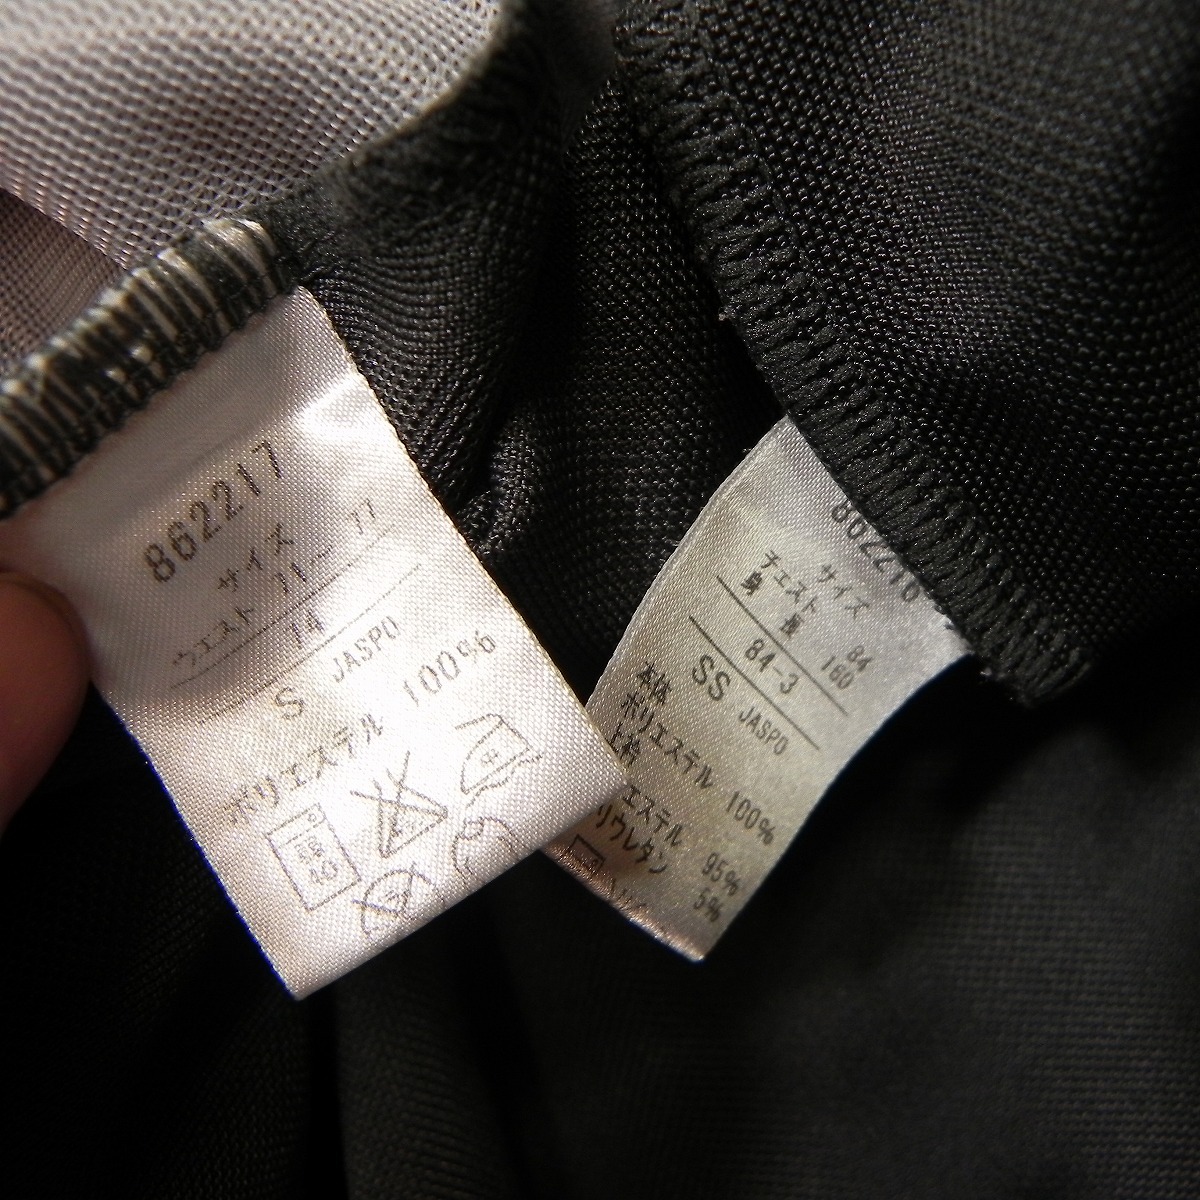 862217
サイズ
ウエスト 71 - 77
74
S JASPO
ポリエステル 100%
862216
サイズ
チェスト 84
身長 160
84-3
SS JASPO
本体
ポリエステル 100%
エステル 95%
リウレタン 5%